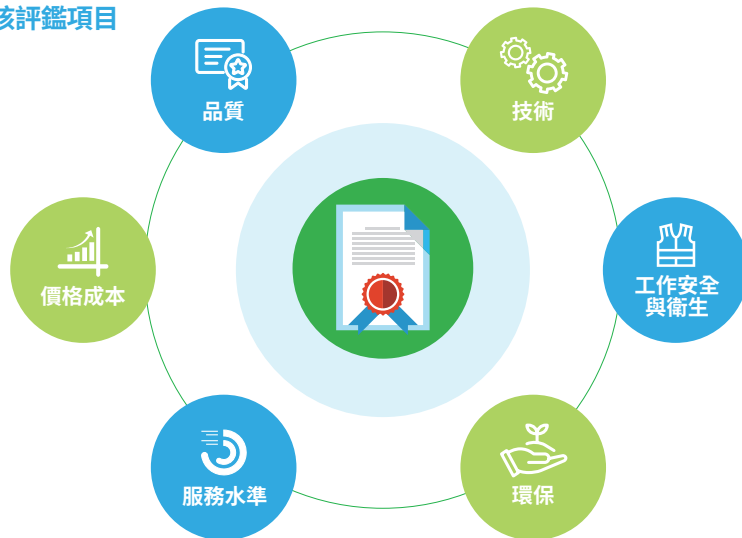 核評鑑項目
品質
技術
價格成本
工作安全
與衛生
服務水準
環保